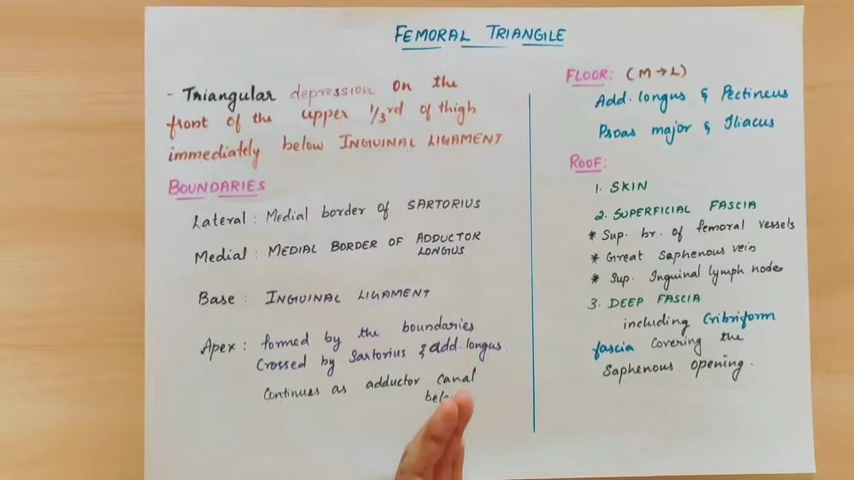 FEMORAL TRIANGLE
- Triangular depression on the
front of the upper 1/3rd of thigh
immediately below INGUINAL LIGAMENT
BOUNDARIES
Lateral : Medial border of SARTORIUS
Medial : MEDIAL BORDER OF ADDUCTOR
LONGIUS
Base : INGUINAL LIGAMENT
Apex : formed by the boundaries
Crossed by Sartorius & add. longus.
Continues as adductor canal
FLOOR: (M→L)
Add. longus & Pectineus
Psoas major & Iliacus
ROOF:
1. SKIN
2. SUPERFICIAL FASCIA
* Sup. br. of femoral vessels
* Great Saphenous vein
* Sup. Inguinal lymph nodes
3. DEEP FASCIA
including Cribriform
fascia covering the
Saphenous opening.